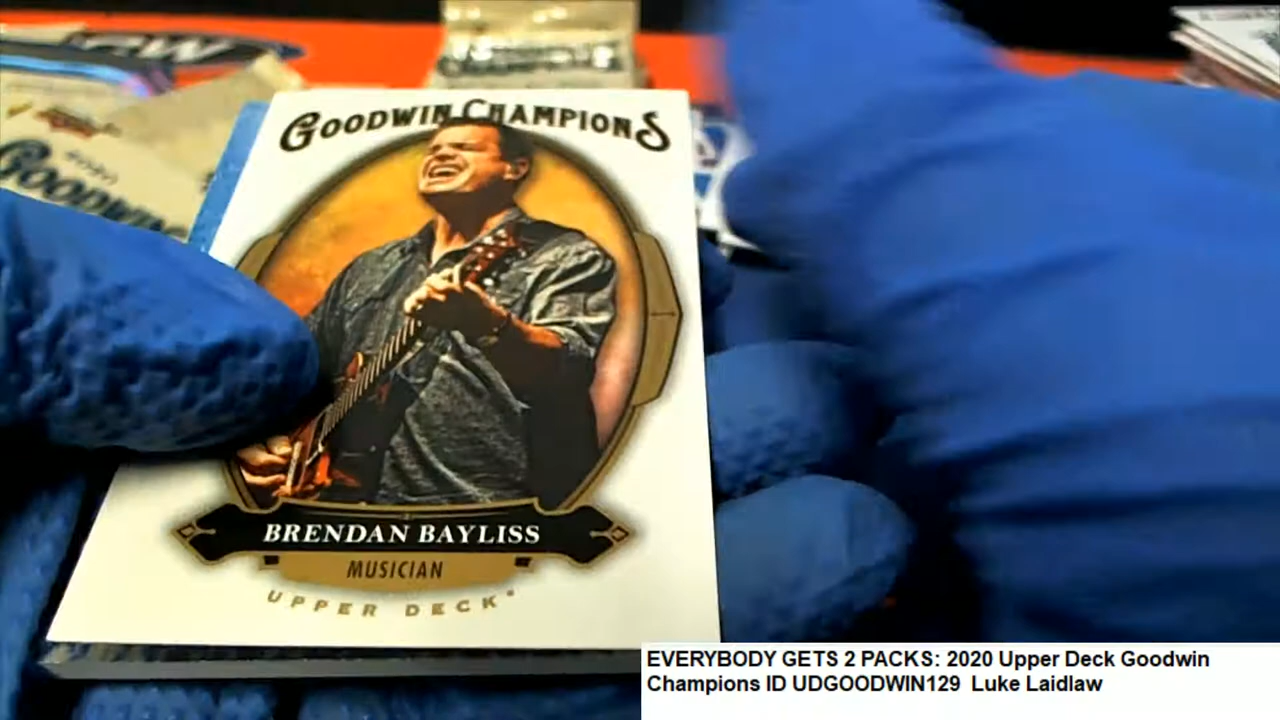 GOODWIN CHAMPIONS
BRENDAN BAYLISS
MUSICIAN
UPPER DECK
GOODWIN
EVERYBODY GETS 2 PACKS: 2020 Upper Deck Goodwin
Champions ID UDGOODWIN129 Luke Laidlaw